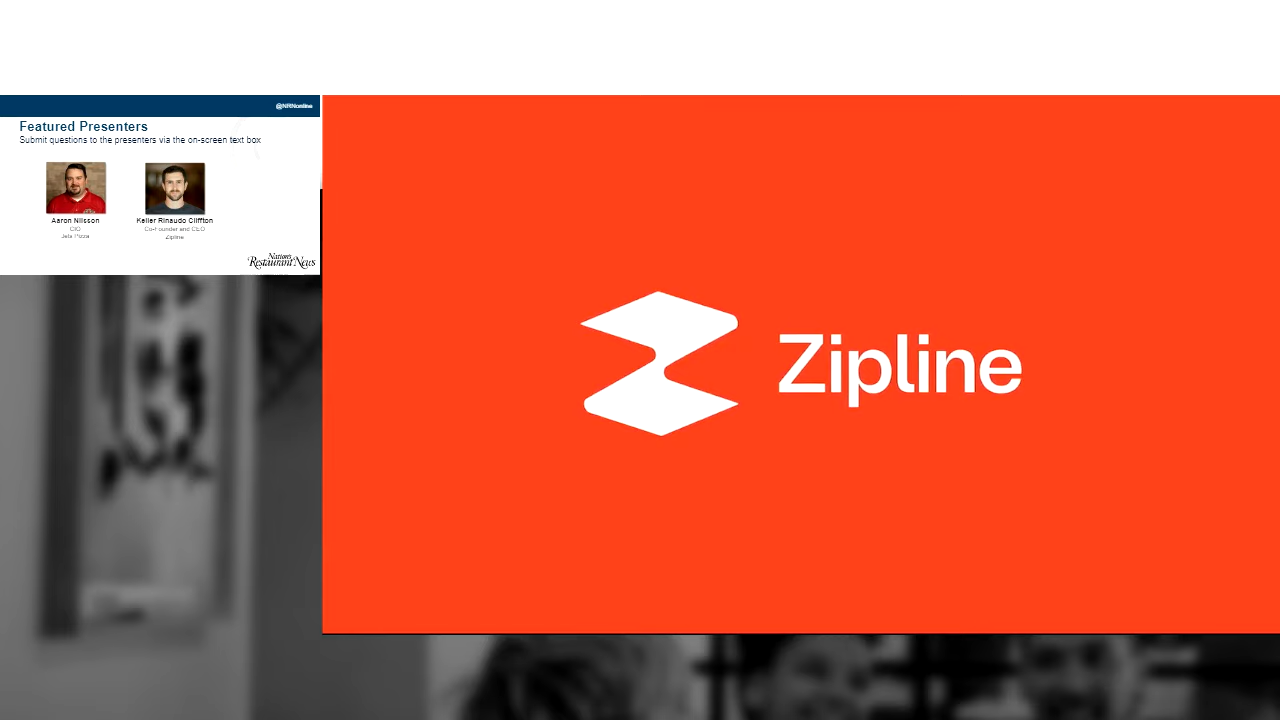 @NRNonline
Featured Presenters
Submit questions to the presenters via the on-screen text box
Aaron Nilsson
CIO
Jets Pizza
Keller Rinaudo Cliffton
Co-Founder and CEO
Zipline
Nation's
Restaurant News
Zipline